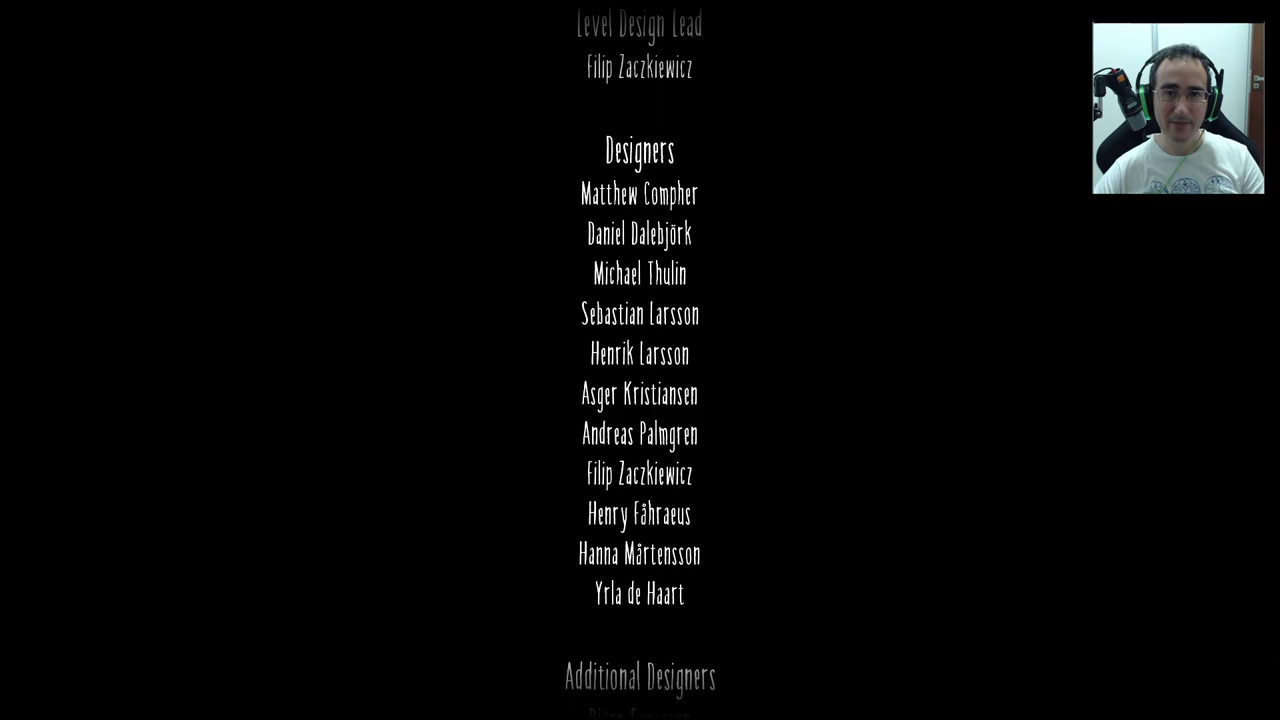 Level Design Lead
Filip Zaczkiewicz
Designers
Matthew Compher
Daniel Dalebjörk
Michael Thulin
Sebastian Larsson
Henrik Larsson
Asger Kristiansen
Andreas Palmgren
Filip Zaczkiewicz
Henry Fåhraeus
Hanna Mårtensson
Yrla de Haart
Additional Designers